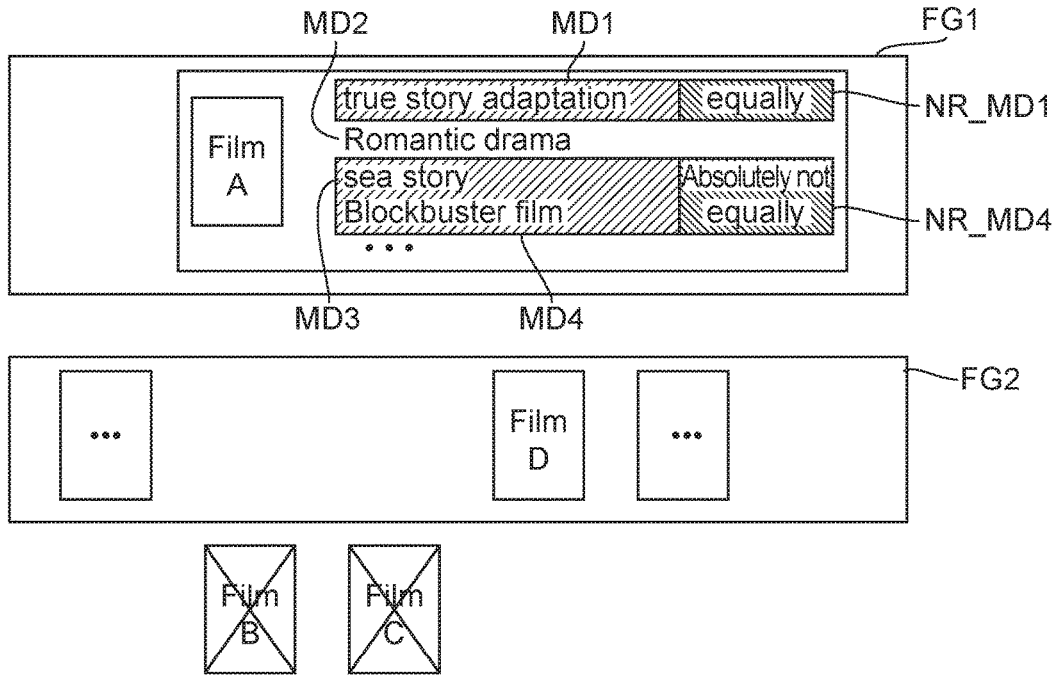 MD2 MD1 FG1
true story adaptation equally NR_MD1
Film
A
Romantic drama
sea story Absolutely not
Blockbuster film equally NR_MD4
•••
MD3 MD4
FG2
••• Film
D •••
Film
B
Film
C